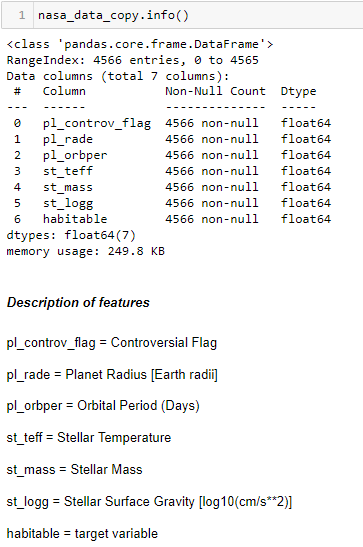 1 nasa_data_copy.info()
<class 'pandas.core.frame.DataFrame'>
RangeIndex: 4566 entries, 0 to 4565
Data columns (total 7 columns):
 #   Column          Non-Null Count  Dtype
---  ------          --------------  -----
 0   pl_controv_flag  4566 non-null   float64
 1   pl_rade          4566 non-null   float64
 2   pl_orbper        4566 non-null   float64
 3   st_teff          4566 non-null   float64
 4   st_mass          4566 non-null   float64
 5   st_logg          4566 non-null   float64
 6   habitable        4566 non-null   float64
dtypes: float64(7)
memory usage: 249.8 KB
Description of features
pl_controv_flag = Controversial Flag
pl_rade = Planet Radius [Earth radii]
pl_orbper = Orbital Period (Days)
st_teff = Stellar Temperature
st_mass = Stellar Mass
st_logg = Stellar Surface Gravity [log10(cm/s**2)]
habitable = target variable